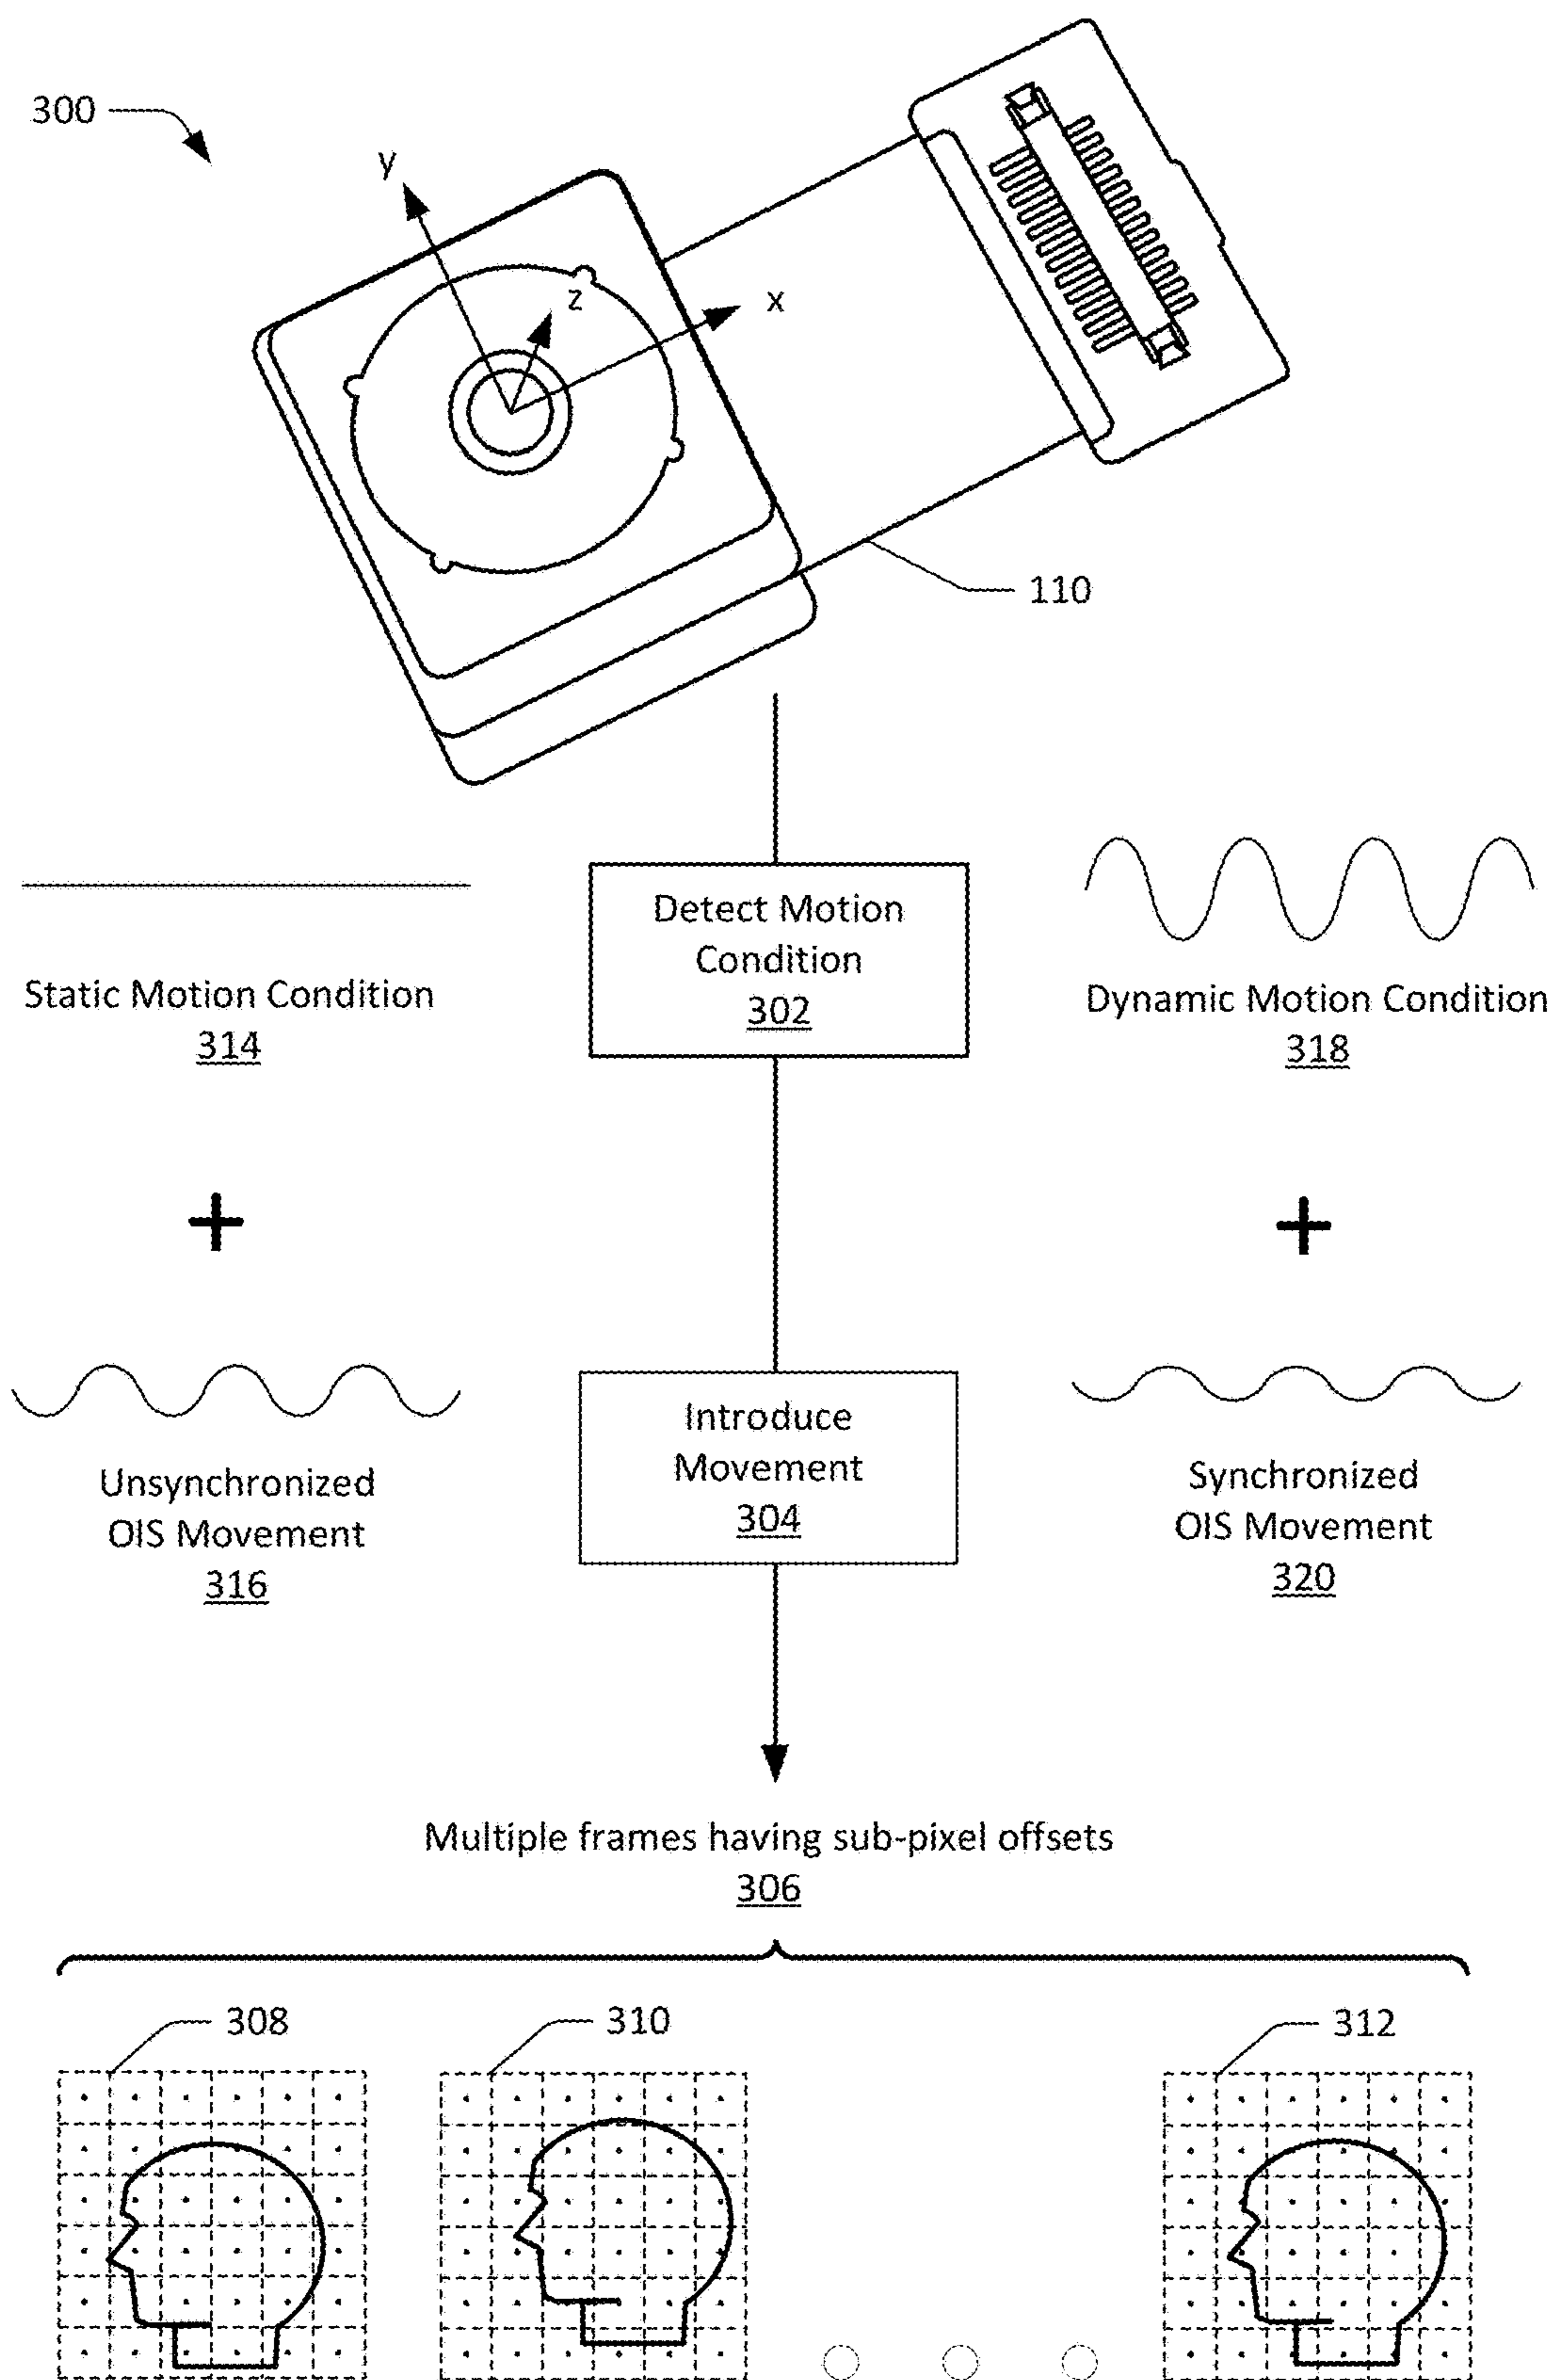 300
y
z
x
110
Detect Motion
Condition
302
Static Motion Condition
314
Dynamic Motion Condition
318
+
+
Introduce
Movement
304
Unsynchronized
OIS Movement
316
Synchronized
OIS Movement
320
Multiple frames having sub-pixel offsets
306
308
310
312